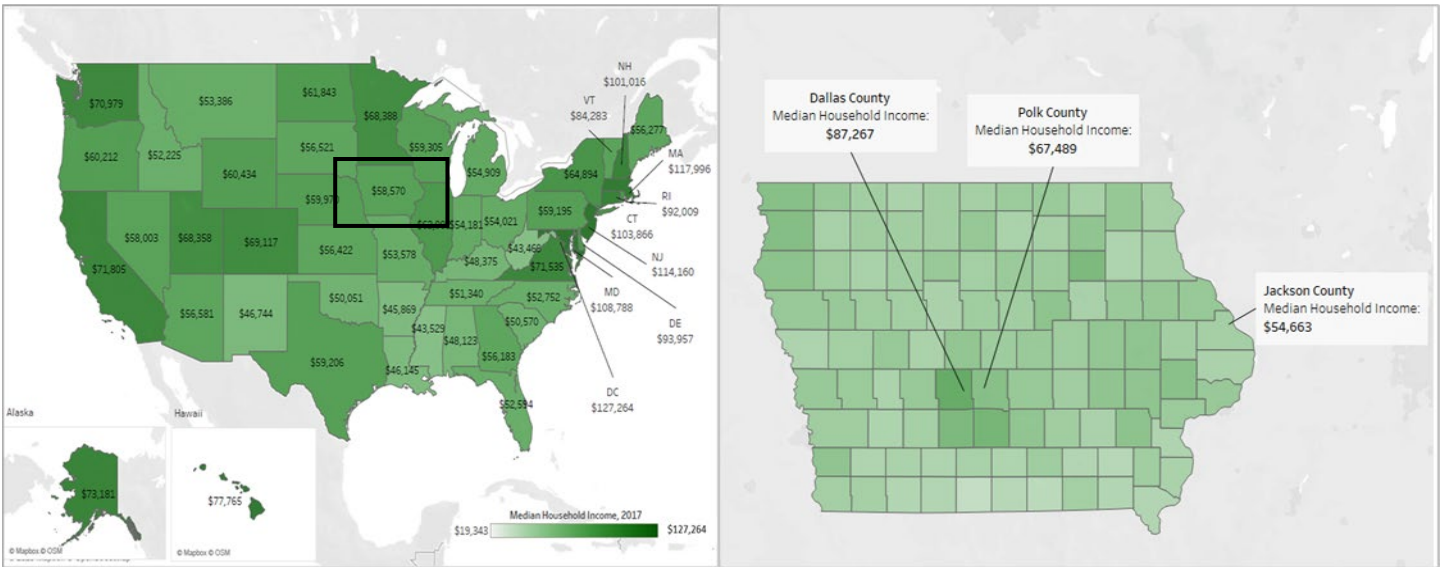 NH
$101,016
VT
$84,283
$70,979
$53,386
$61,843
$68,388
$56,277
$60,212
$52,225
$56,521
$59,305
$54,909
$64,894
MA
$117,996
$60,434
$59,97
$58,570
$59,195
RI
$92,009
CT
$103,866
$58,003
$68,358
$69,117
$56,422
$53,578
$54,181
$54,021
$43,46
NJ
$114,160
$71,805
$48,375
$71,535
MD
$108,788
$56,581
$46,744
$50,051
$45,869
$51,340
$52,752
DE
$93,957
$43,529
$48,123
$50,570
$59,206
$46,145
$56,183
$52,594
DC
$127,264
Alaska
Hawaii
$73,181
$77,765
© Mapbox © OSM
© Mapbox © OSM
Median Household Income, 2017
$19,343
$127,264
Dallas County
Median Household Income:
$87,267
Polk County
Median Household Income:
$67,489
Jackson County
Median Household Income:
$54,663